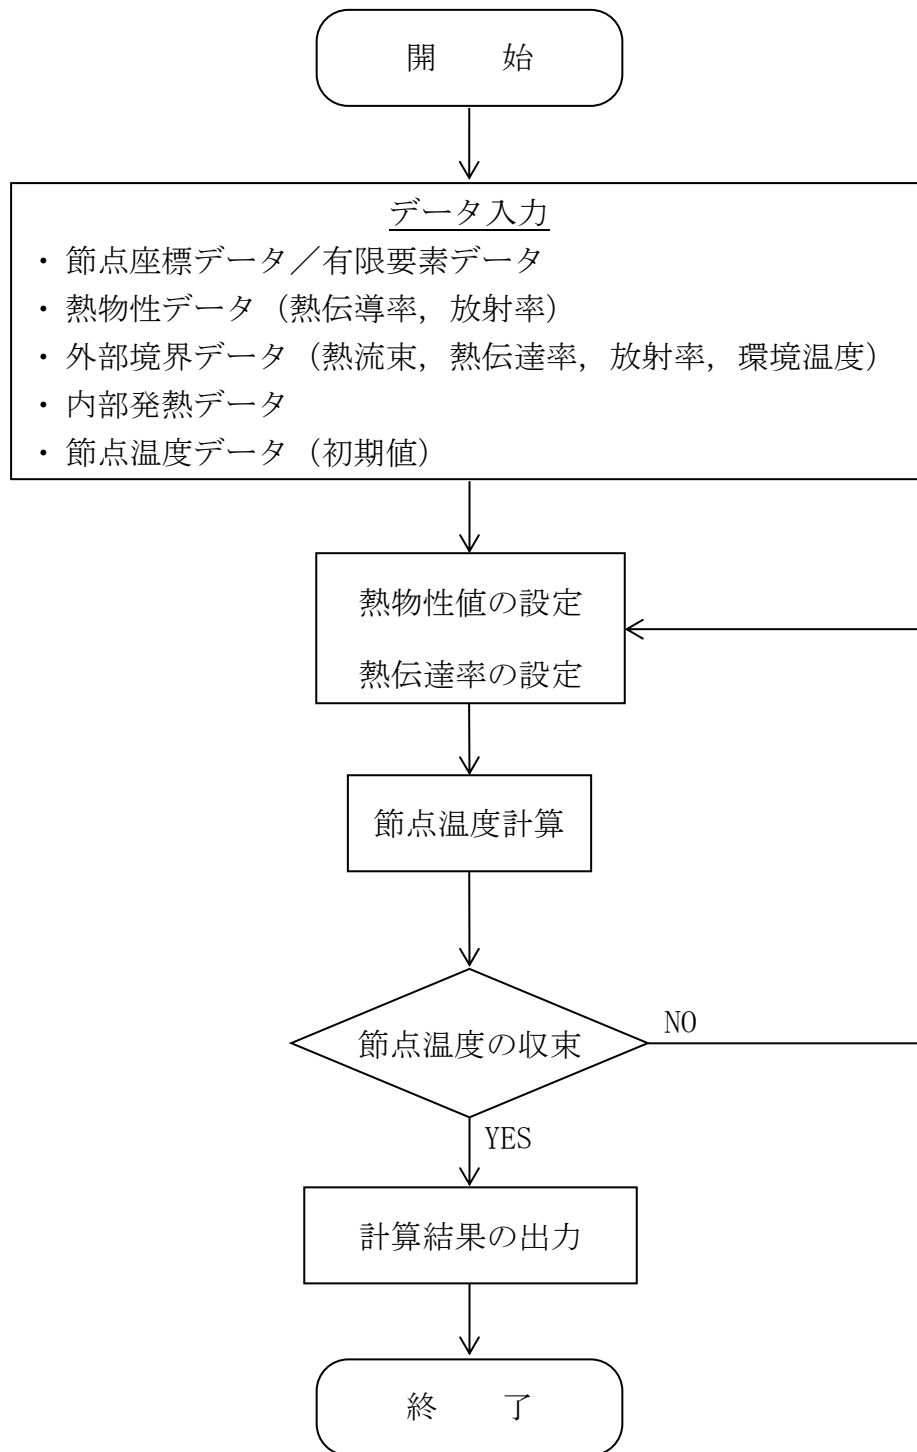 開　　始
データ入力
・節点座標データ／有限要素データ
・熱物性データ（熱伝導率，放射率）
・外部境界データ（熱流束，熱伝達率，放射率，環境温度）
・内部発熱データ
・節点温度データ（初期値）
熱物性値の設定
熱伝達率の設定
節点温度計算
節点温度の収束
NO
YES
計算結果の出力
終　　了